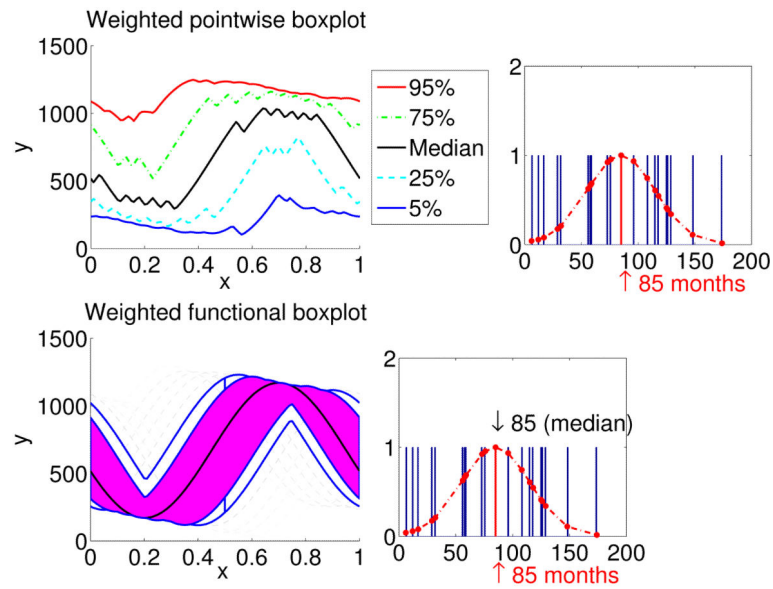 Weighted pointwise boxplot
1500
1000
500
0
y
0 0.2 0.4 0.6 0.8 1
x
95%
75%
Median
25%
5%
2
1
0
0 50 100 150 200
↑ 85 months
Weighted functional boxplot
1500
1000
500
0
y
0 0.2 0.4 0.6 0.8 1
x
2
1
0
↓ 85 (median)
0 50 100 150 200
↑ 85 months